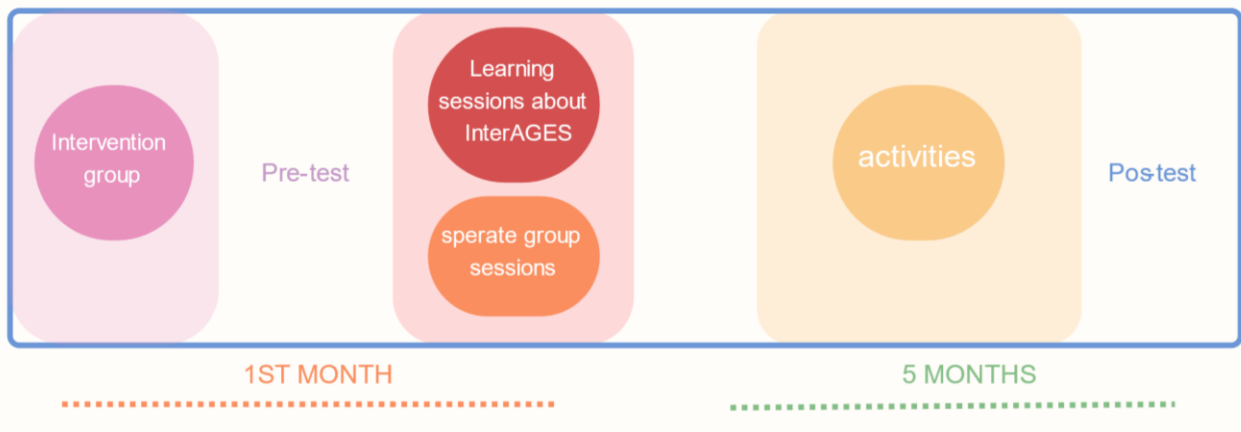 Intervention
group
Pre-test
Learning
sessions about
InterAGES
sperate group
sessions
activities
Pos-test
1ST MONTH
5 MONTHS